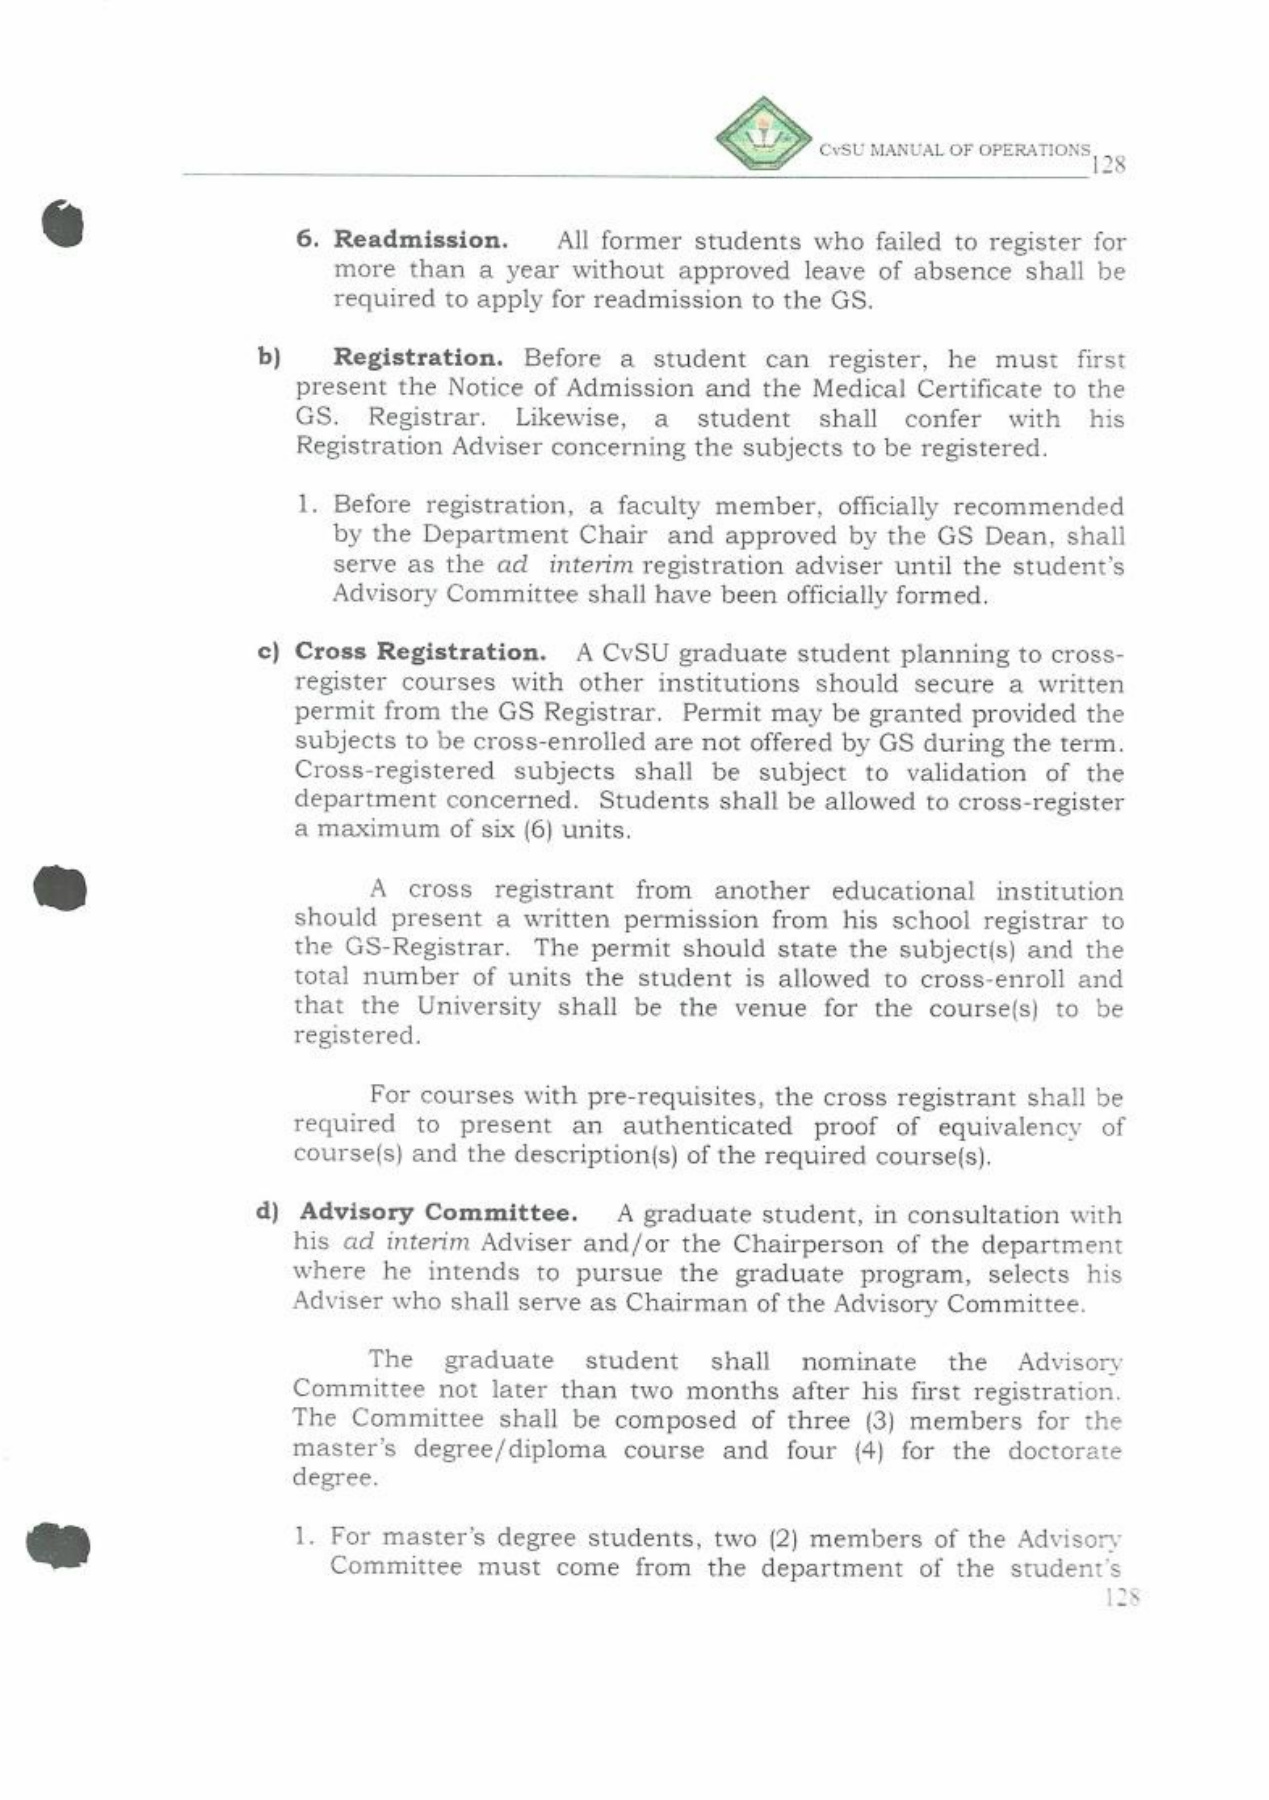 CvSU MANUAL OF OPERATIONS
128
6. Readmission. All former students who failed to register for
more than a year without approved leave of absence shall be
required to apply for readmission to the GS.
b) Registration. Before a student can register, he must first
present the Notice of Admission and the Medical Certificate to the
GS. Registrar. Likewise, a student shall confer with his
Registration Adviser concerning the subjects to be registered.
1. Before registration, a faculty member, officially recommended
by the Department Chair and approved by the GS Dean, shall
serve as the ad interim registration adviser until the student's
Advisory Committee shall have been officially formed.
c) Cross Registration. A CvSU graduate student planning to cross-
register courses with other institutions should secure a written
permit from the GS Registrar. Permit may be granted provided the
subjects to be cross-enrolled are not offered by GS during the term.
Cross-registered subjects shall be subject to validation of the
department concerned. Students shall be allowed to cross-register
a maximum of six (6) units.
A cross registrant from another educational institution
should present a written permission from his school registrar to
the GS-Registrar. The permit should state the subject(s) and the
total number of units the student is allowed to cross-enroll and
that the University shall be the venue for the course(s) to be
registered.
For courses with pre-requisites, the cross registrant shall be
required to present an authenticated proof of equivalency of
course(s) and the description(s) of the required course(s).
d) Advisory Committee. A graduate student, in consultation with
his ad interim Adviser and/or the Chairperson of the department
where he intends to pursue the graduate program, selects his
Adviser who shall serve as Chairman of the Advisory Committee.
The graduate student shall nominate the Advisory
Committee not later than two months after his first registration.
The Committee shall be composed of three (3) members for the
master's degree/diploma course and four (4) for the doctorate
degree.
1. For master's degree students, two (2) members of the Advisory
Committee must come from the department of the student's
128